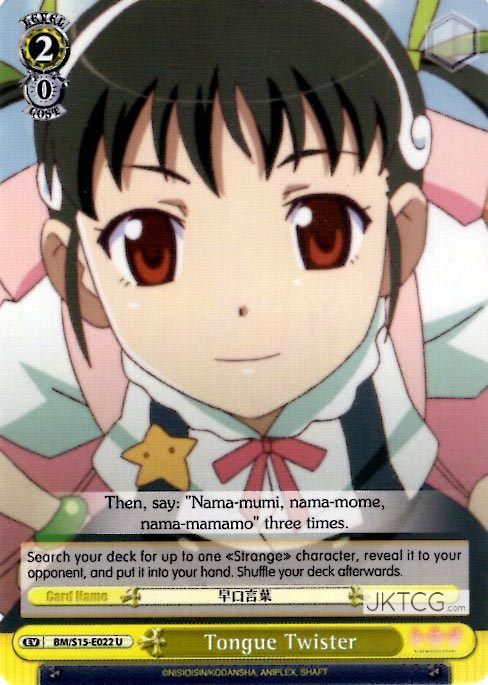 LEVEL
2
0
COST
Then, say: "Nama-mumi, nama-mome,
nama-mamamo" three times.
Search your deck for up to one «Strange» character, reveal it to your
opponent, and put it into your hand. Shuffle your deck afterwards.
Card Name 早口言葉
JKTCG.com
EV BM/S15-E022 U Tongue Twister
©NISIOISIN/KODANSHA, ANIPLEX, SHAFT